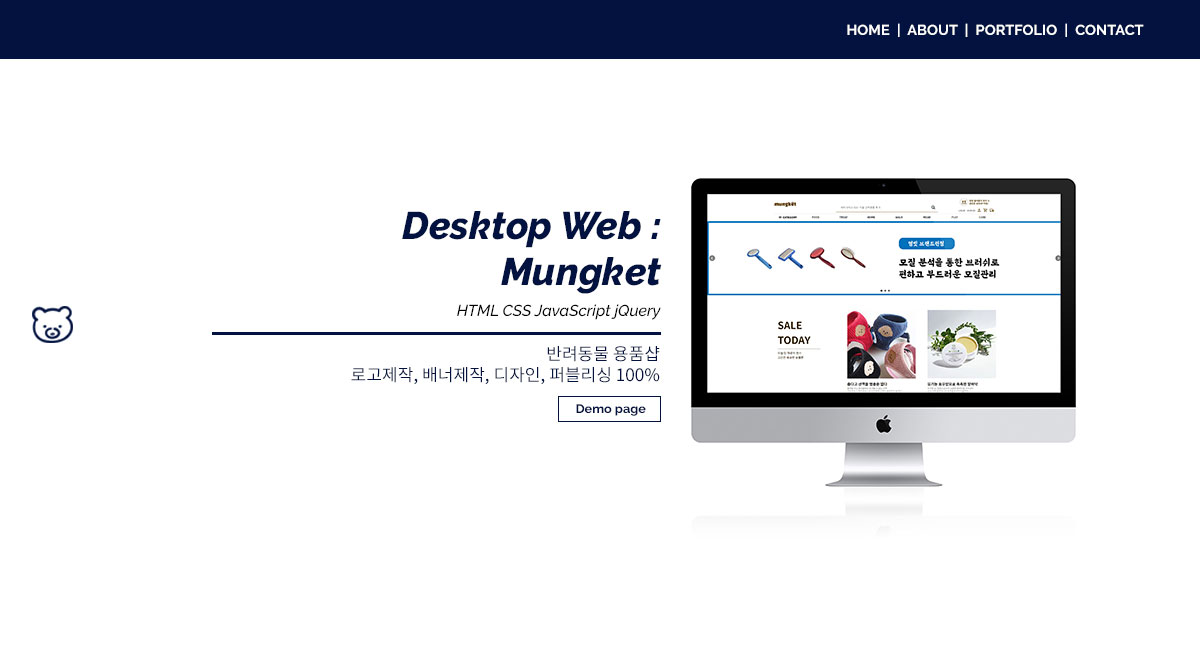 HOME | ABOUT | PORTFOLIO | CONTACT
Desktop Web :
Mungket
HTML CSS JavaScript jQuery
반려동물 용품샵
로고제작, 배너제작, 디자인, 퍼블리싱 100%
Demo page
mungket
펫빗 브랜드런칭
모질 분석을 통한 브러쉬로
편하고 부드러운 모질관리
SALE
TODAY